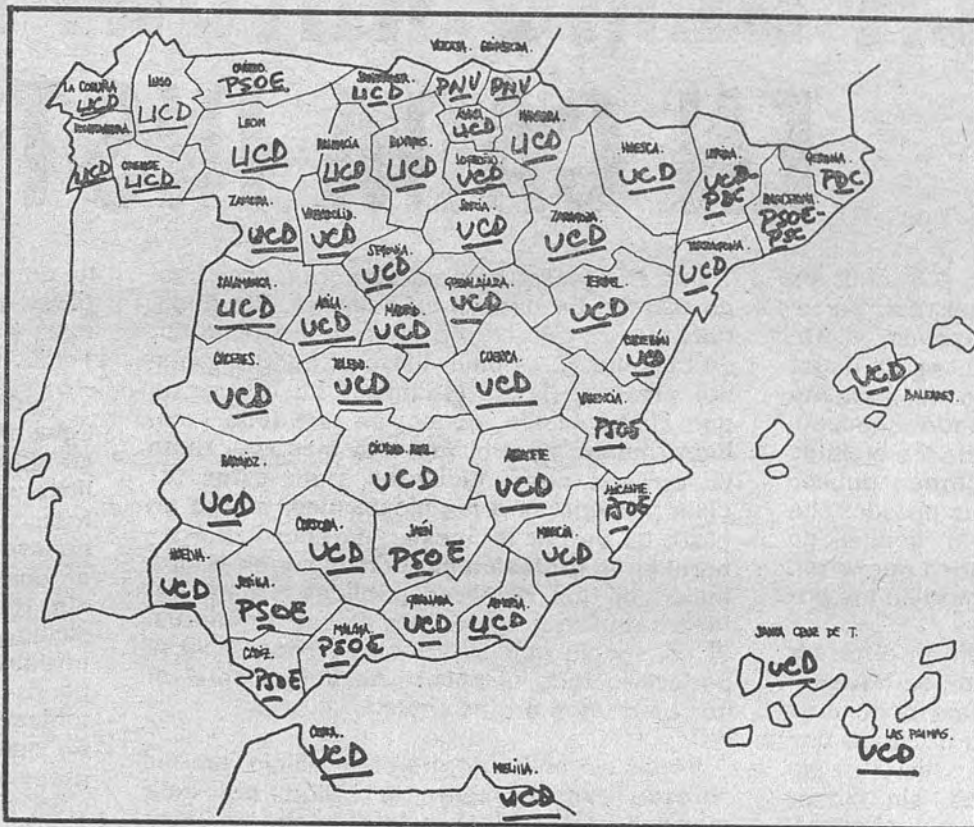 VIZCAYA. GUIPUZCOA.
LA CORUÑA
UCD
LUGO
UCD
OVIEDO
PSOE
SANTANDER
UCD
PNV
PNV
ALAVA
UCD
NAVARRA
UCD
PONTEVEDRA
UCD
ORENSE
UCD
LEON
UCD
PALENCIA
UCD
BURGOS
UCD
LOGROÑO
UCD
HUESCA
UCD
LERIDA.
UCD-
PDC
GERONA
PDC
BARCELONA
PSOE-
PSC
ZAMORA
UCD
VALLADOLID
UCD
SORIA
UCD
ZARAGOZA
UCD
TARRAGONA
UCD
SEGOVIA
UCD
SALAMANCA.
UCD
AVILA
UCD
MADRID.
UCD
GUADALAJARA
UCD
TERUEL
UCD
CASTELLÓN
UCD
CACERES
UCD
TOLEDO
UCD
CUENCA
UCD
VALENCIA
PSOE
UCD
BALEARES
BADAJOZ
UCD
CIUDAD REAL
UCD
ALBACETE
UCD
ALICANTE
PSOE
HUELVA
UCD
CORDOBA
UCD
JAÉN
PSOE
MURCIA
UCD
SEVILLA
PSOE
MALAGA.
PSOE
GRANADA
UCD
ALMERIA
UCD
CADIZ.
PSOE
SANTA CRUZ DE T.
UCD
LAS PALMAS.
UCD
CEUTA
UCD
MELILLA.
UCD